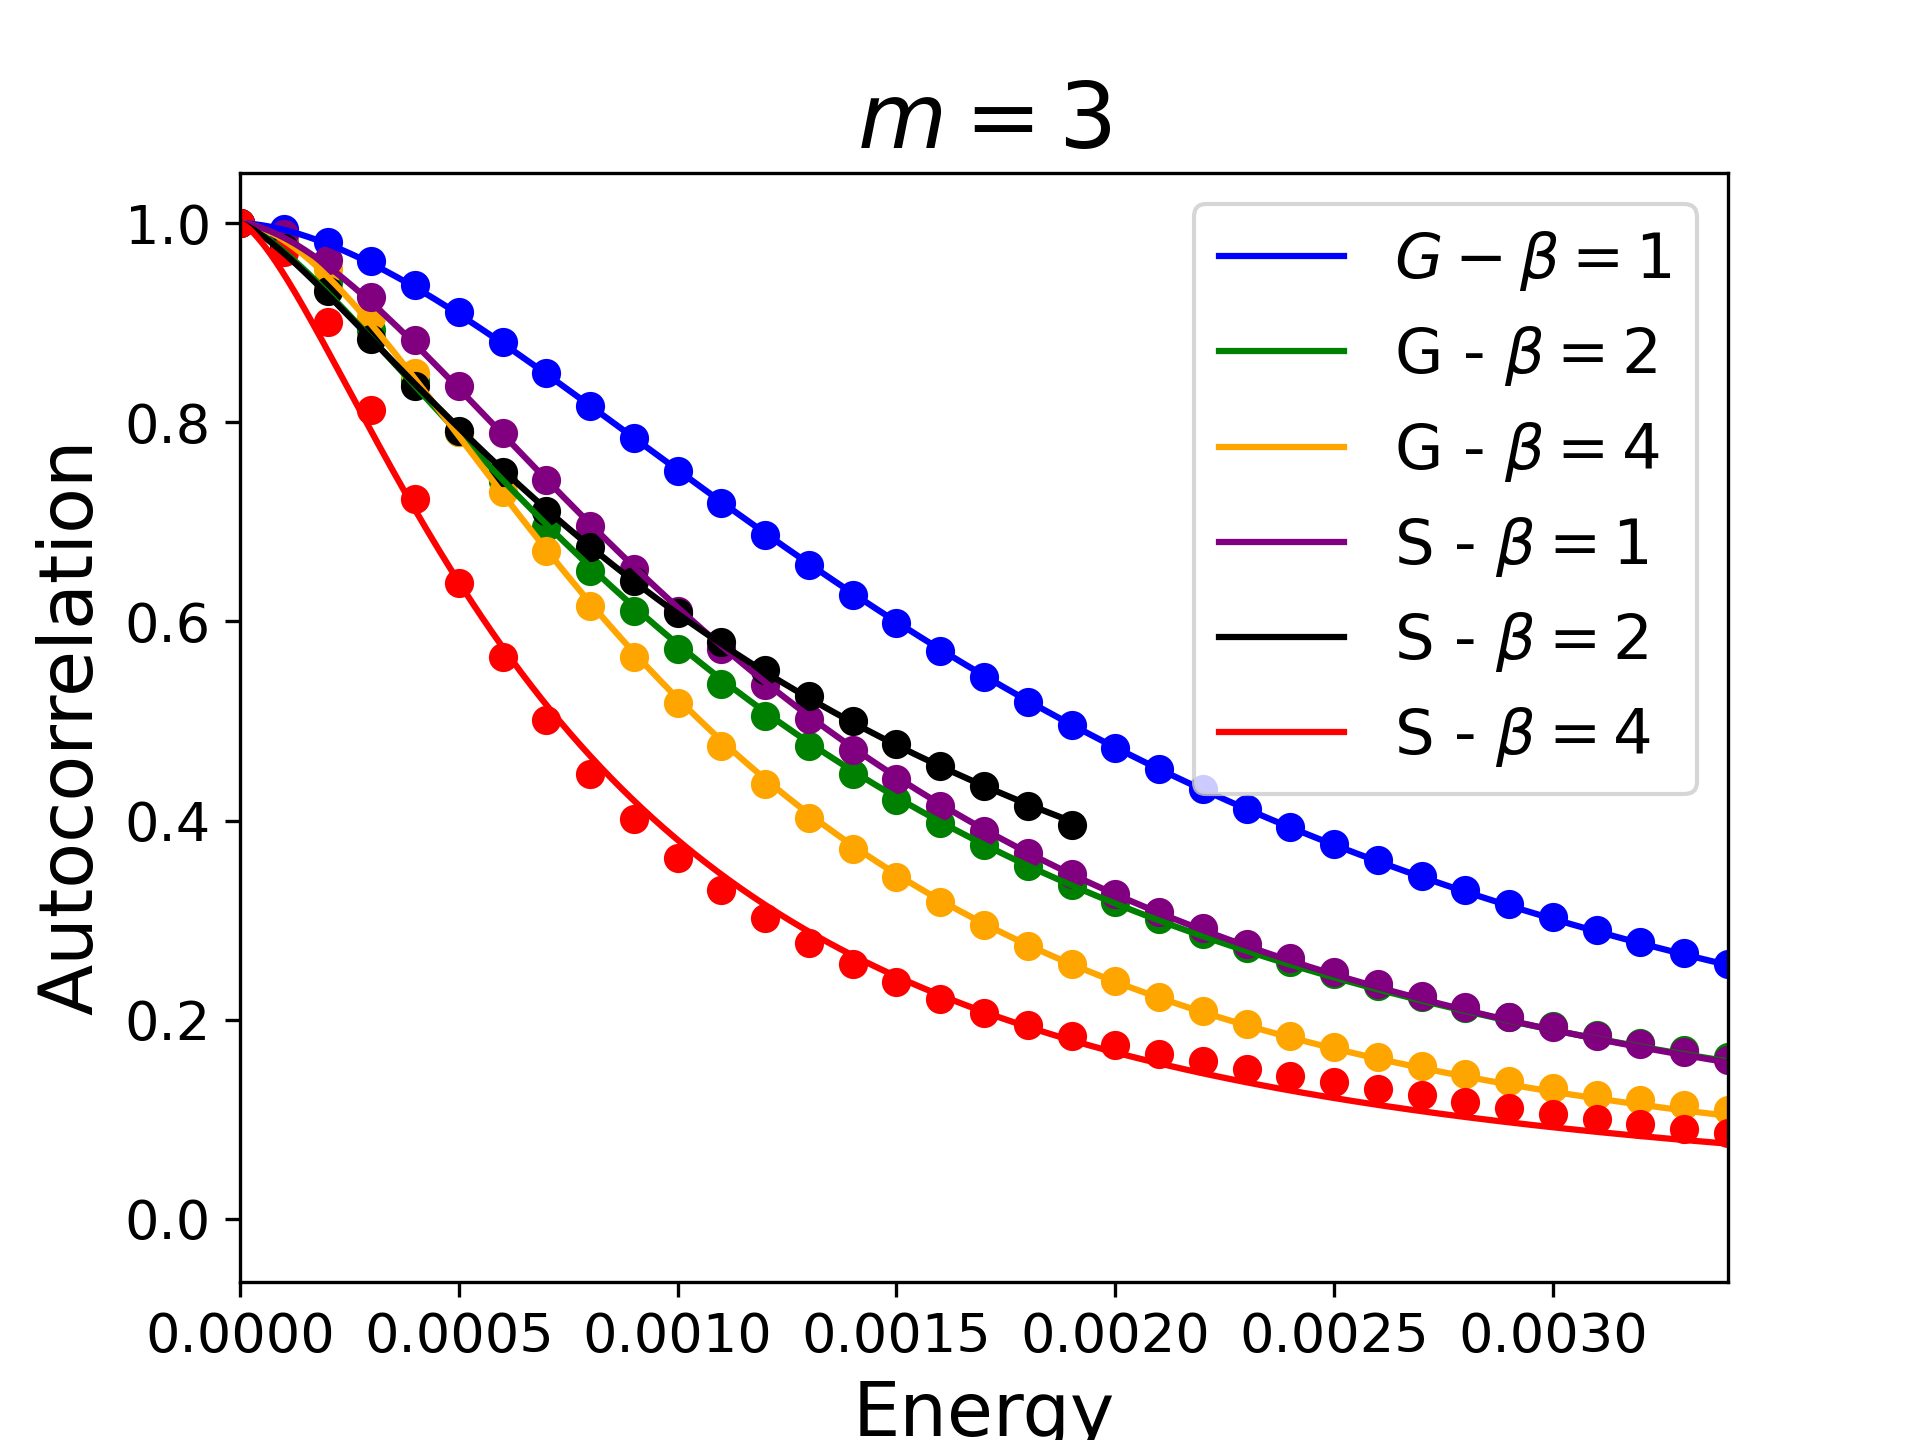 m = 3
Autocorrelation
1.0
0.8
0.6
0.4
0.2
0.0
G − β = 1
G - β = 2
G - β = 4
S - β = 1
S - β = 2
S - β = 4
0.0000 0.0005 0.0010 0.0015 0.0020 0.0025 0.0030
Energy